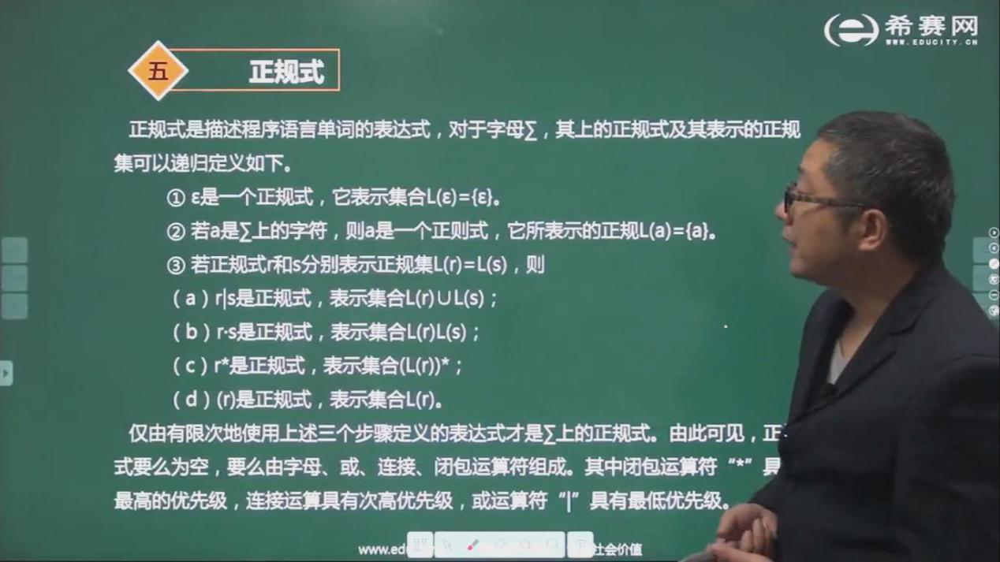 希赛网
WWW.EDUCITY.CN
五
正规式
正规式是描述程序语言单词的表达式，对于字母∑，其上的正规式及其表示的正规
集可以递归定义如下。
① ε是一个正规式，它表示集合L(ε)={ε}。
② 若a是∑上的字符，则a是一个正则式，它所表示的正规L(a)={a}。
③ 若正规式r和s分别表示正规集L(r)=L(s)，则
（a）r|s是正规式，表示集合L(r)∪L(s)；
（b）r·s是正规式，表示集合L(r)L(s)；
（c）r*是正规式，表示集合(L(r))*；
（d）(r)是正规式，表示集合L(r)。
仅由有限次地使用上述三个步骤定义的表达式才是∑上的正规式。由此可见，正
式要么为空，要么由字母、或、连接、闭包运算符组成。其中闭包运算符“*”具
最高的优先级，连接运算具有次高优先级，或运算符“|”具有最低优先级。
www.ed
社会价值